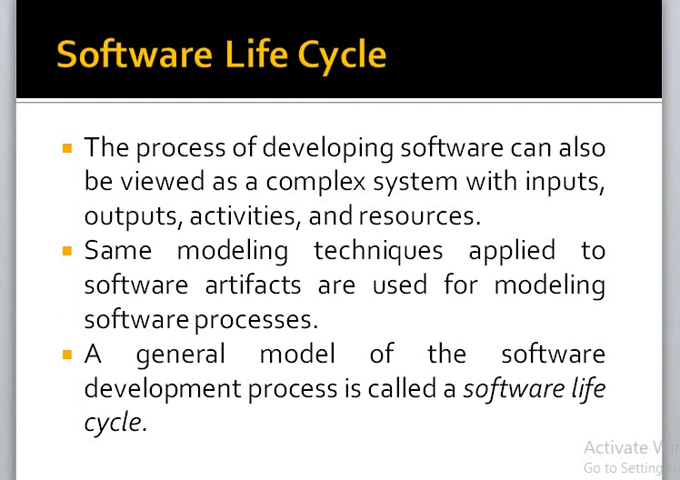 Software Life Cycle
The process of developing software can also
be viewed as a complex system with inputs,
outputs, activities, and resources.
Same modeling techniques applied to
software artifacts are used for modeling
software processes.
A general model of the software
development process is called a software life
cycle.
Activate
Go to